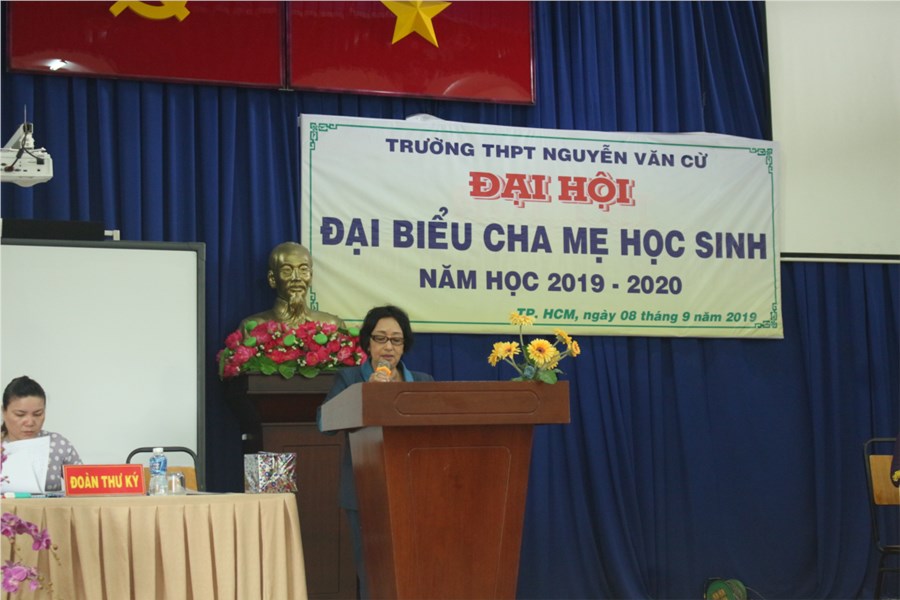 TRƯỜNG THPT NGUYỄN VĂN CỪ
ĐẠI HỘI
ĐẠI BIỂU CHA MẸ HỌC SINH
NĂM HỌC 2019 - 2020
TP. HCM, ngày 08 tháng 9 năm 2019
ĐOÀN THƯ KÝ